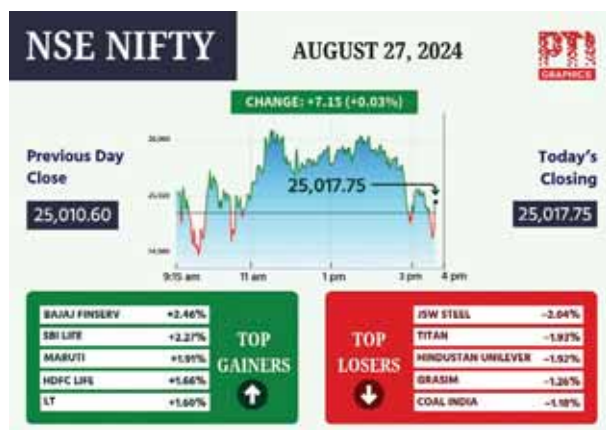 NSE NIFTY
AUGUST 27, 2024
PTI
GRAPHICS
CHANGE: +7.15 (+0.03%)
Previous Day
Close
25,010.60
25,017.75
Today's
Closing
25,017.75
9:15 am 11 am 1 pm 3 pm 4 pm
BAJAJ FINSERV +2.46%
SBI LIFE +2.27%
MARUTI +1.91%
HDFC LIFE +1.66%
LT +1.60%
TOP
GAINERS
TOP
LOSERS
JSW STEEL -2.04%
TITAN -1.93%
HINDUSTAN UNILEVER -1.92%
GRASIM -1.26%
COAL INDIA -1.18%